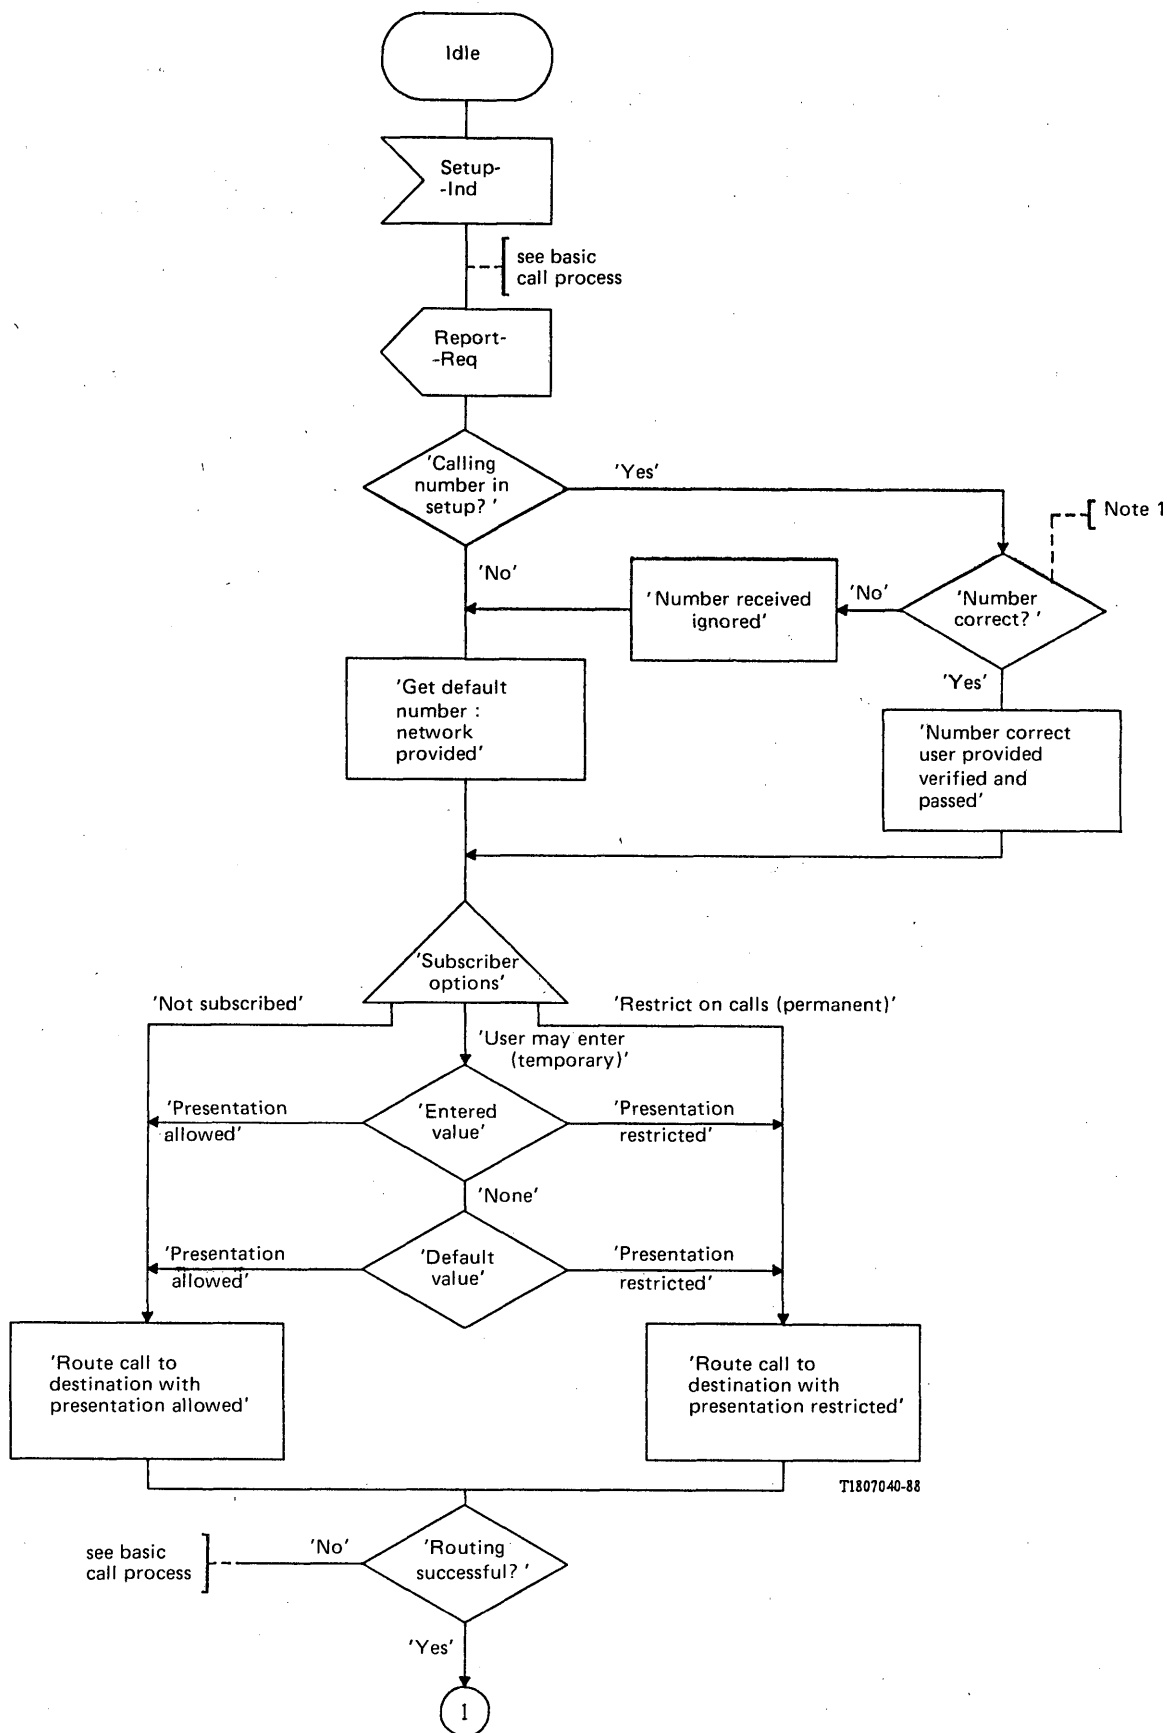 Idle
Setup-
-Ind
see basic
call process
Report-
-Req
'Calling
number in
setup? '
'Yes'
Note 1
'No'
'Number received
ignored'
'No'
'Number
correct? '
'Yes'
'Get default
number :
network
provided'
'Number correct
user provided
verified and
passed'
'Subscriber
options'
'Not subscribed'
'Restrict on calls (permanent)'
'User may enter
(temporary)'
'Presentation
allowed'
'Entered
value'
'Presentation
restricted'
'None'
'Presentation
allowed'
'Default
value'
'Presentation
restricted'
'Route call to
destination with
presentation allowed'
'Route call to
destination with
presentation restricted'
T1807040-88
see basic
call process
'No'
'Routing
successful? '
'Yes'
1